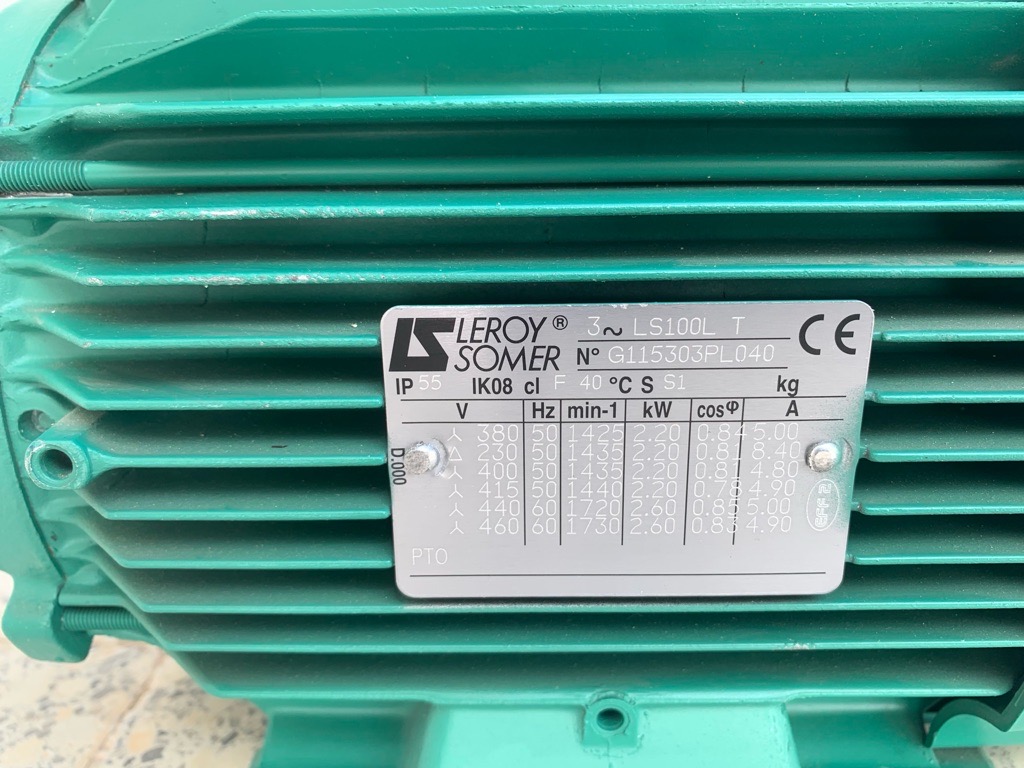 LS LEROY® 3~ LS100L T CE
SOMER N° G115303PL040
IP 55 IK08 cl F 40 °C S S1 kg
V Hz min-1 kW cosφ A
⅄ 380 50 1425 2.20 0.84 5.00
Δ 230 50 1435 2.20 0.81 8.40
⅄ 400 50 1435 2.20 0.81 4.80
⅄ 415 50 1440 2.20 0.78 4.90
⅄ 440 60 1720 2.60 0.85 5.00
⅄ 460 60 1730 2.60 0.83 4.90
D.000
EFF 2
PTO